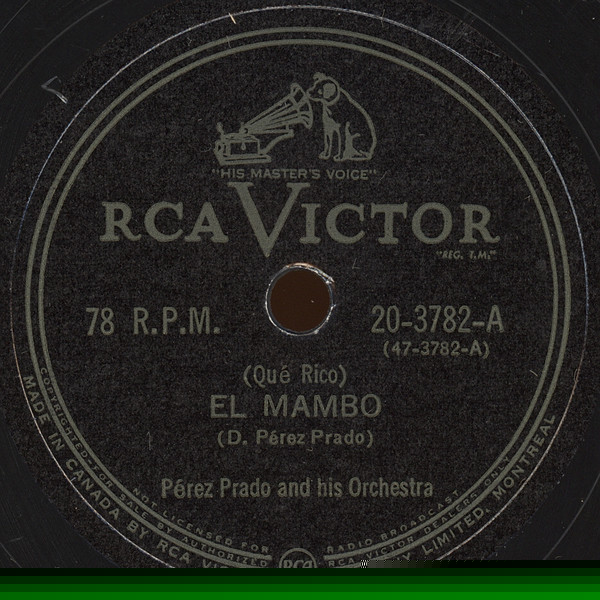 "HIS MASTER'S VOICE"
RCA VICTOR
"REG. T.M."
78 R.P.M.
20-3782-A
(47-3782-A)
(Qué Rico)
EL MAMBO
(D. Pérez Prado)
Pérez Prado and his Orchestra
COPYRIGHTED FOR SALE BY AUTHORIZED RCA VICTOR DEALERS ONLY
NOT LICENSED FOR RADIO BROADCAST
MADE IN CANADA BY RCA LIMITED, MONTREAL
RCA